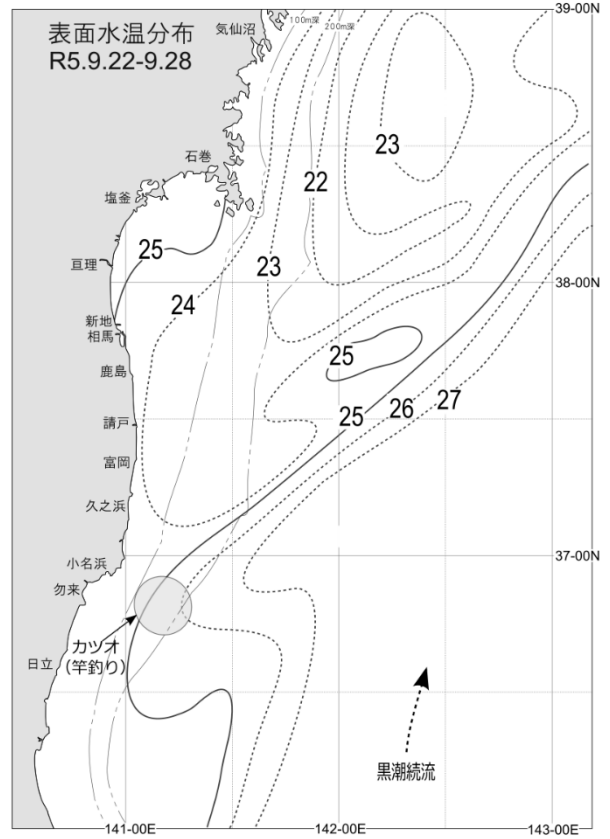 表面水温分布
R5.9.22-9.28
気仙沼
100m深
200m深
39-00N
石巻
塩釜
亘理
新地
相馬
鹿島
請戸
富岡
久之浜
小名浜
勿来
日立
23
22
25
23
24
38-00N
25
25
26
27
37-00N
カツオ
(竿釣り)
黒潮続流
141-00E
142-00E
143-00E